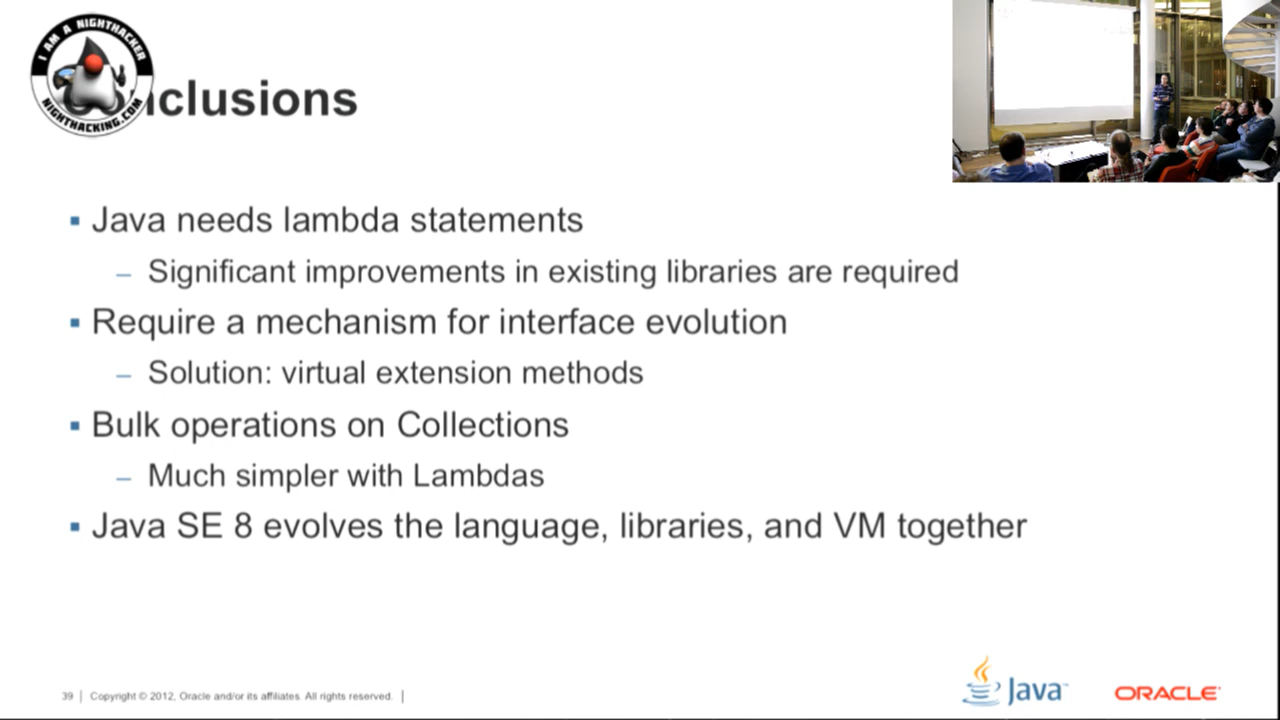 I AM A NIGHTHACKER
NIGHTHACKING.COM
nclusions
Java needs lambda statements
– Significant improvements in existing libraries are required
Require a mechanism for interface evolution
– Solution: virtual extension methods
Bulk operations on Collections
– Much simpler with Lambdas
Java SE 8 evolves the language, libraries, and VM together
39 | Copyright © 2012, Oracle and/or its affiliates. All rights reserved. |
Java™
ORACLE®